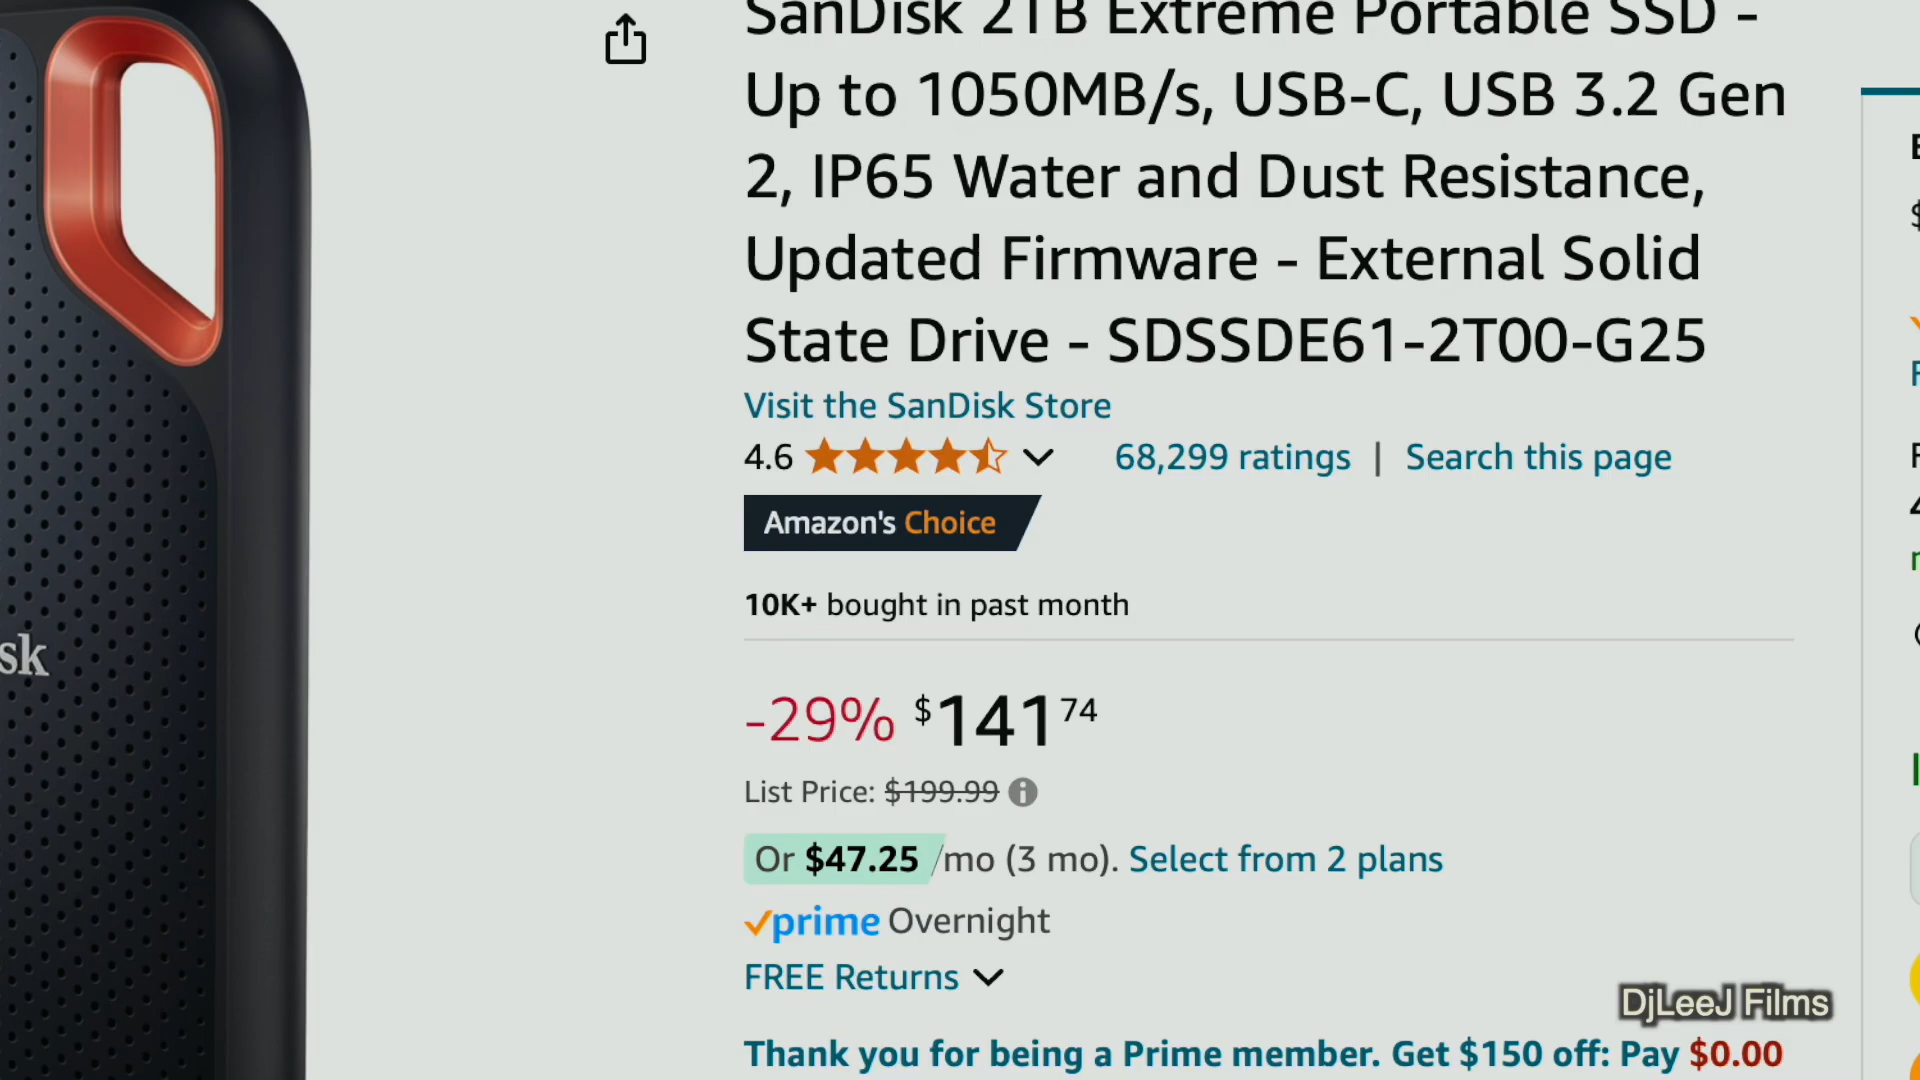 SanDisk 2TB Extreme Portable SSD -
Up to 1050MB/s, USB-C, USB 3.2 Gen
2, IP65 Water and Dust Resistance,
Updated Firmware - External Solid
State Drive - SDSSDE61-2T00-G25
Visit the SanDisk Store
4.6 68,299 ratings | Search this page
Amazon's Choice
10K+ bought in past month
-29% $141 74
List Price: $199.99
Or $47.25 /mo (3 mo). Select from 2 plans
prime Overnight
FREE Returns
Thank you for being a Prime member. Get $150 off: Pay $0.00
sk
DjLeeJ Films